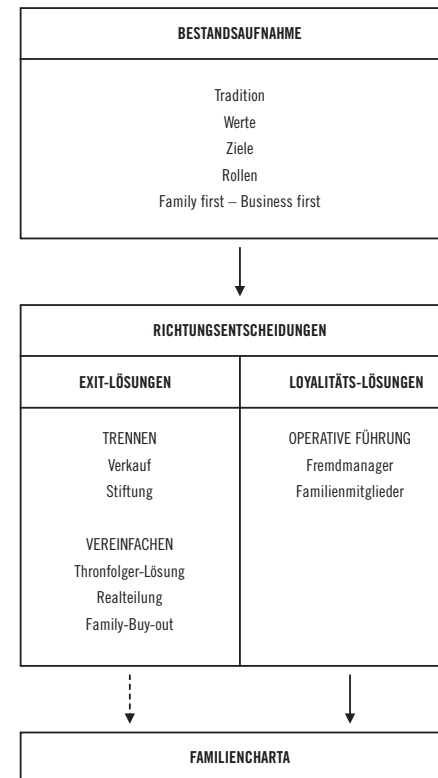 BESTANDSAUFNAHME
Tradition
Werte
Ziele
Rollen
Family first – Business first
RICHTUNGSENTSCHEIDUNGEN
EXIT-LÖSUNGEN
TRENNEN
Verkauf
Stiftung
VEREINFACHEN
Thronfolger-Lösung
Realteilung
Family-Buy-out
LOYALITÄTS-LÖSUNGEN
OPERATIVE FÜHRUNG
Fremdmanager
Familienmitglieder
FAMILIENCHARTA